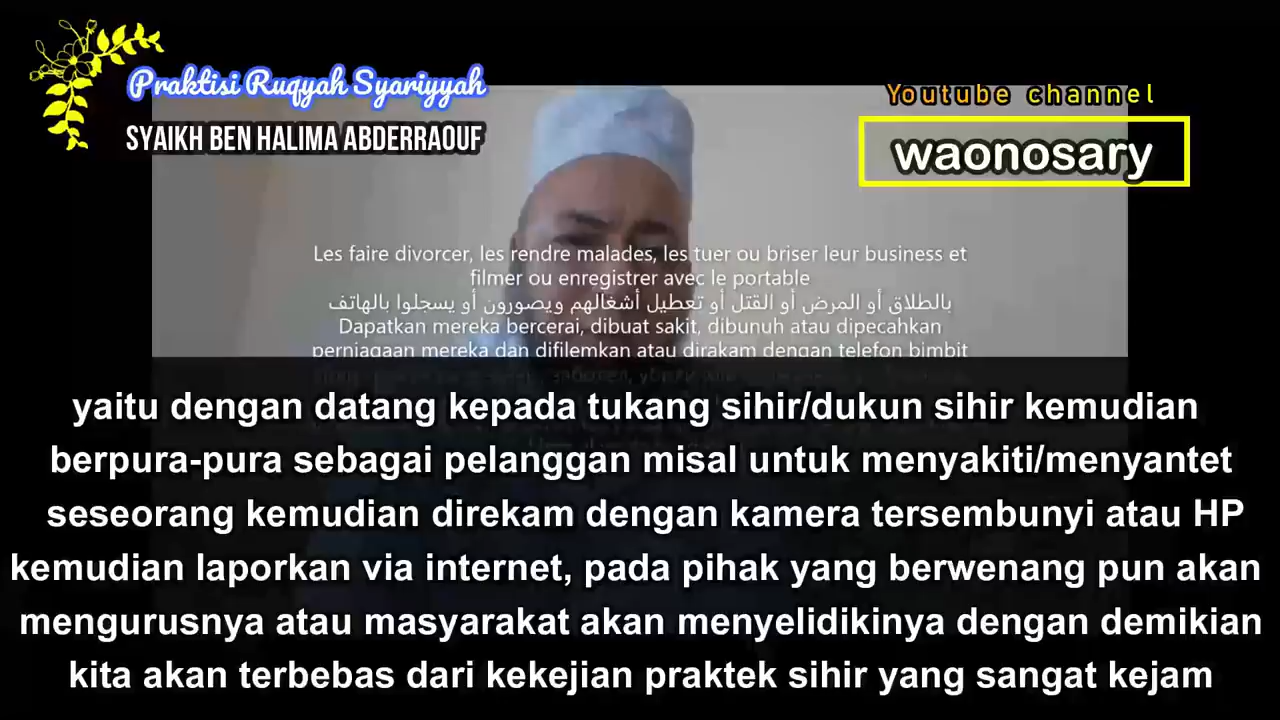 Praktisi Ruqyah Syariyyah
SYAIKH BEN HALIMA ABDERRAOUF
Youtube channel
waonosary
Les faire divorcer, les rendre malades, les tuer ou briser leur business et
filmer ou enregistrer avec le portable
بالطلاق أو المرض أو القتل أو تعطيل أشغالهم ويصورون أو يسجلوا بالهاتف
Dapatkan mereka bercerai, dibuat sakit, dibunuh atau dipecahkan
perniagaan mereka dan difilemkan atau dirakam dengan telefon bimbit
yaitu dengan datang kepada tukang sihir/dukun sihir kemudian
berpura-pura sebagai pelanggan misal untuk menyakiti/menyantet
seseorang kemudian direkam dengan kamera tersembunyi atau HP
kemudian laporkan via internet, pada pihak yang berwenang pun akan
mengurusnya atau masyarakat akan menyelidikinya dengan demikian
kita akan terbebas dari kekejian praktek sihir yang sangat kejam